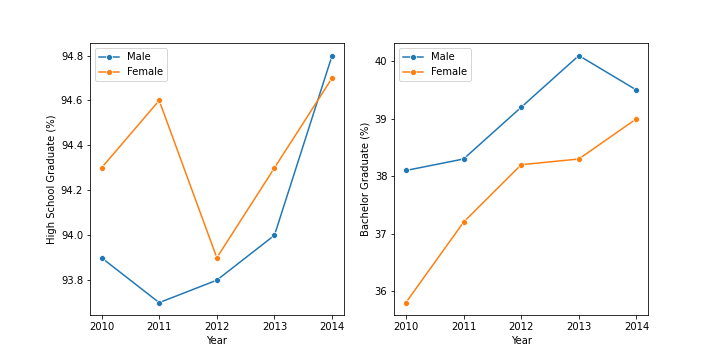 High School Graduate (%)
94.8
94.6
94.4
94.2
94.0
93.8
Male
Female
2010 2011 2012 2013 2014
Year
Bachelor Graduate (%)
40
39
38
37
36
Male
Female
2010 2011 2012 2013 2014
Year